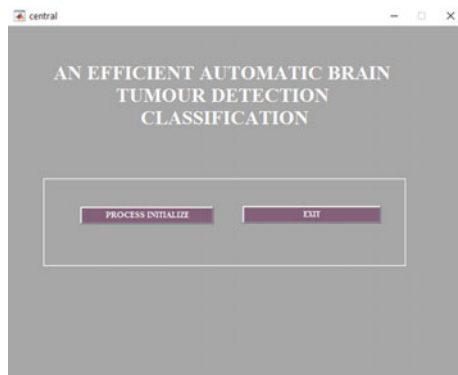 central
AN EFFICIENT AUTOMATIC BRAIN
TUMOUR DETECTION
CLASSIFICATION
PROCESS INITIALIZE
EXIT